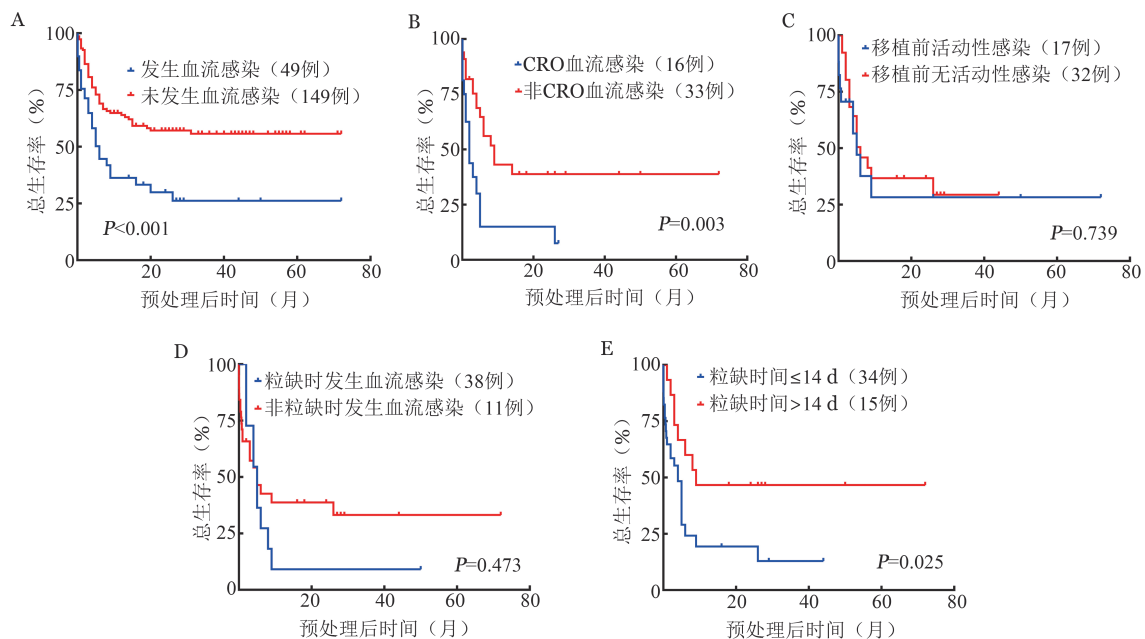 A
总生存率（%）
100
75
50
25
0
发生血流感染（49例）
未发生血流感染（149例）
P<0.001
20
40
60
80
预处理后时间（月）
B
总生存率（%）
100
75
50
25
0
CRO血流感染（16例）
非CRO血流感染（33例）
P=0.003
20
40
60
80
预处理后时间（月）
C
总生存率（%）
100
75
50
25
0
移植前活动性感染（17例）
移植前无活动性感染（32例）
P=0.739
20
40
60
80
预处理后时间（月）
D
总生存率（%）
100
75
50
25
0
粒缺时发生血流感染（38例）
非粒缺时发生血流感染（11例）
P=0.473
20
40
60
80
预处理后时间（月）
E
总生存率（%）
100
75
50
25
0
粒缺时间≤14 d（34例）
粒缺时间>14 d（15例）
P=0.025
20
40
60
80
预处理后时间（月）